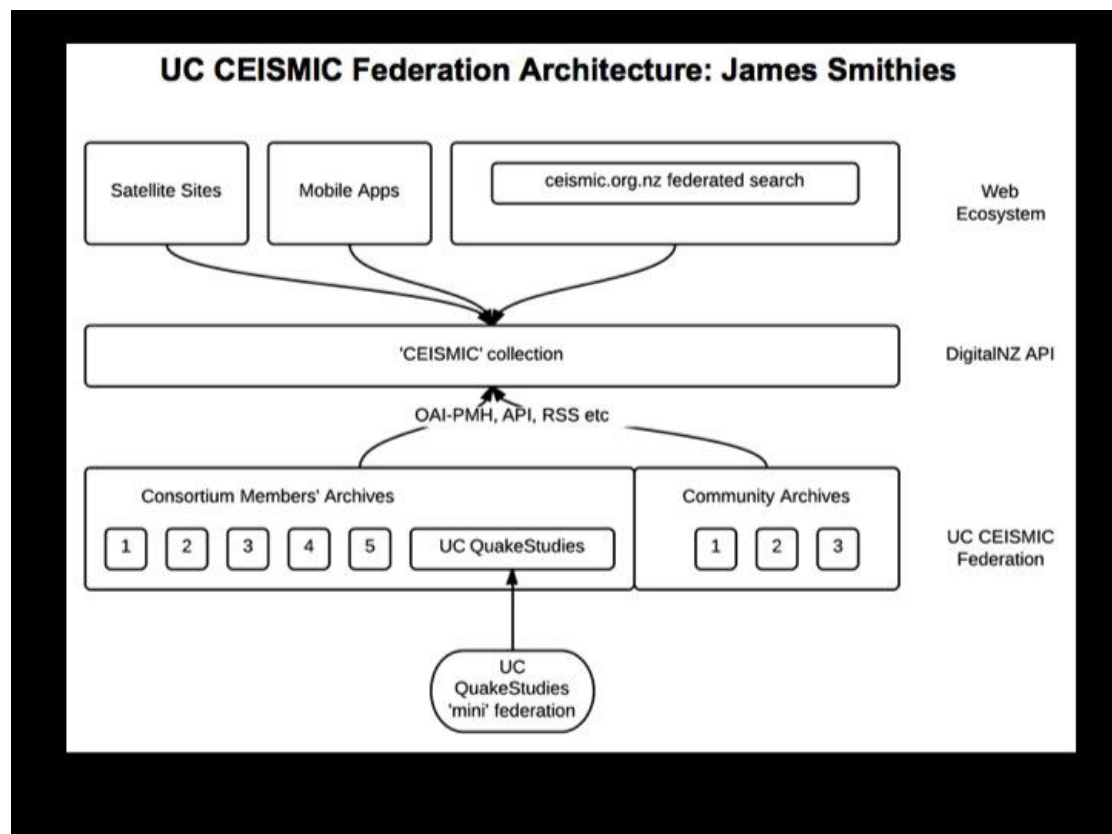 UC CEISMIC Federation Architecture: James Smithies
Satellite Sites
Mobile Apps
ceismic.org.nz federated search
Web
Ecosystem
'CEISMIC' collection
DigitalNZ API
OAI-PMH, API, RSS etc
Consortium Members' Archives
1
2
3
4
5
UC QuakeStudies
Community Archives
1
2
3
UC CEISMIC
Federation
UC
QuakeStudies
'mini' federation